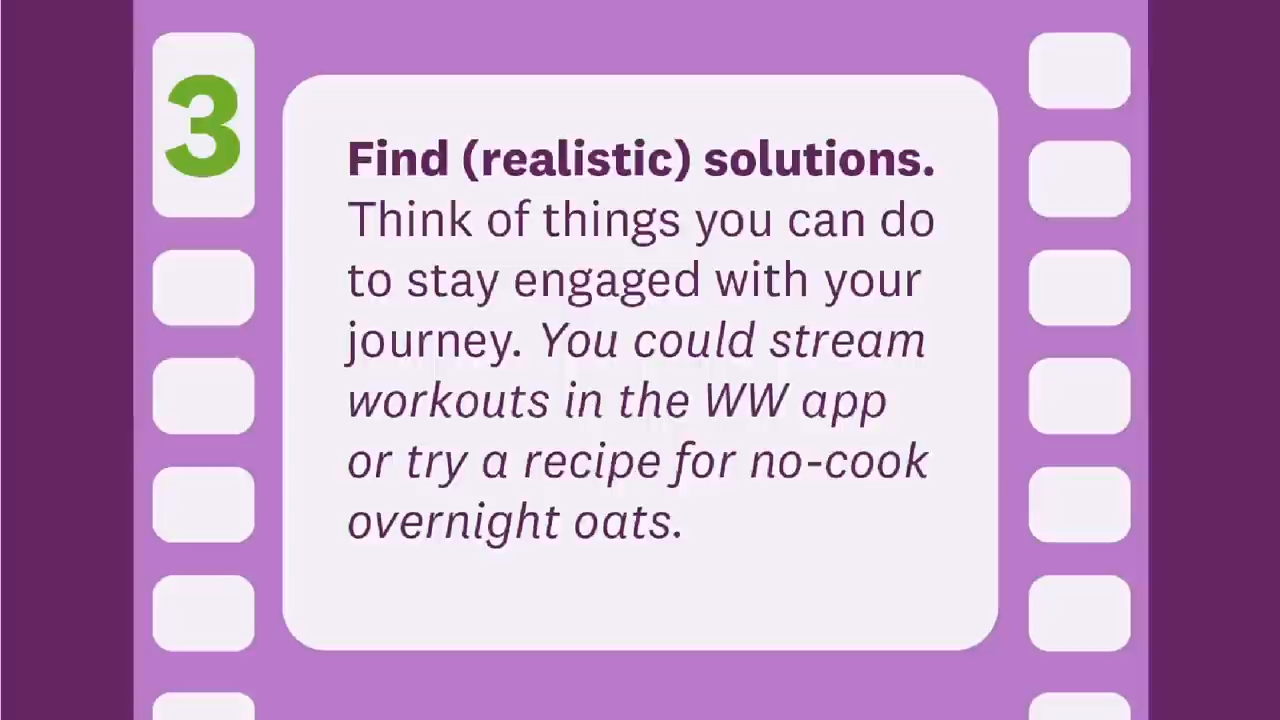 3
Find (realistic) solutions.
Think of things you can do
to stay engaged with your
journey. You could stream
workouts in the WW app
or try a recipe for no-cook
overnight oats.